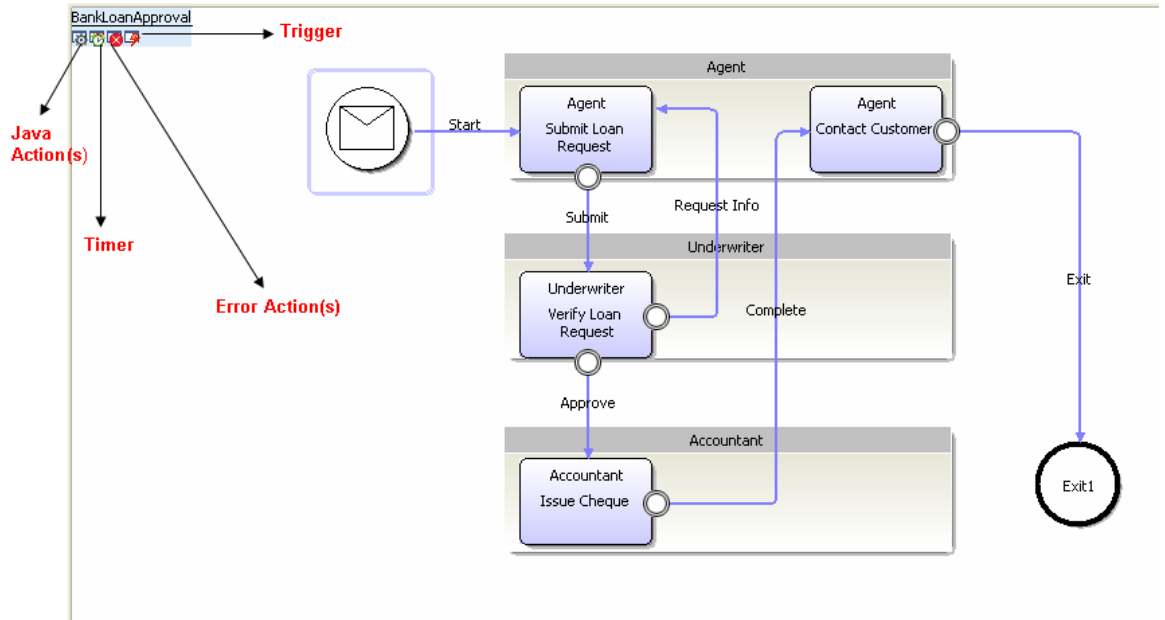 BankLoanApproval
Trigger
Java
Action(s)
Timer
Error Action(s)
Start
Agent
Agent
Submit Loan
Request
Agent
Contact Customer
Submit
Request Info
Underwriter
Underwriter
Verify Loan
Request
Complete
Exit
Approve
Accountant
Accountant
Issue Cheque
Exit1